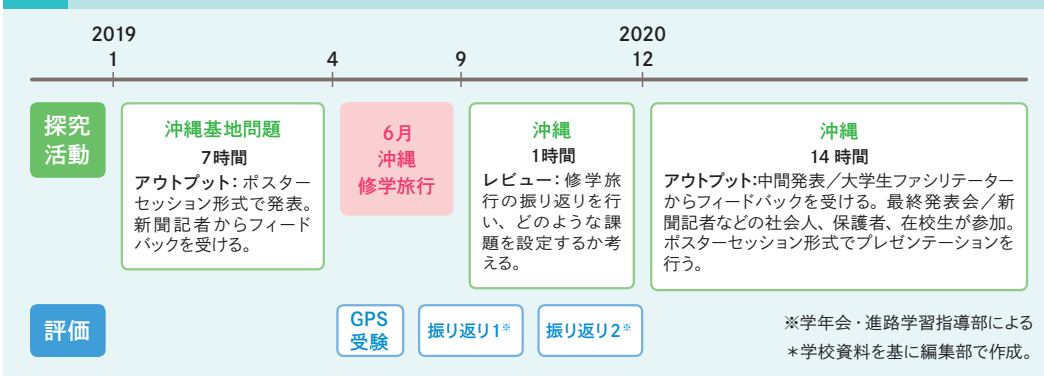 2019
2020
1
4
9
12
探究
活動
沖縄基地問題
7時間
アウトプット：ポスター
セッション形式で発表。
新聞記者からフィード
バックを受ける。
6月
沖縄
修学旅行
沖縄
1時間
レビュー：修学旅
行の振り返りを行
い、どのような課
題を設定するか考
える。
沖縄
14 時間
アウトプット:中間発表／大学生ファシリテーター
からフィードバックを受ける。最終発表会／新
聞記者などの社会人、保護者、在校生が参加。
ポスターセッション形式でプレゼンテーションを
行う。
評価
GPS
受験
振り返り1※
振り返り2※
※学年会・進路学習指導部による
＊学校資料を基に編集部で作成。